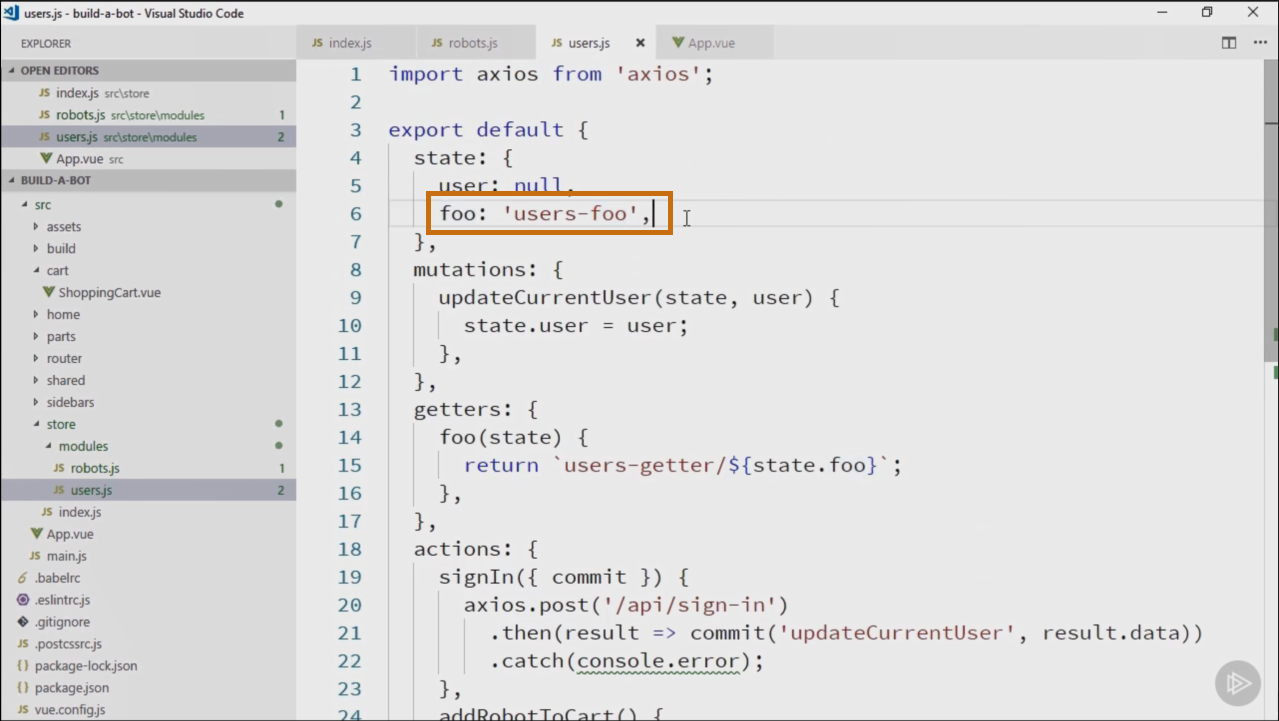 users.js - build-a-bot - Visual Studio Code
EXPLORER
OPEN EDITORS
JS index.js src\store
JS robots.js src\store\modules 1
JS users.js src\store\modules 2
App.vue src
BUILD-A-BOT
src
assets
build
cart
ShoppingCart.vue
home
parts
router
shared
sidebars
store
modules
JS robots.js 1
JS users.js 2
JS index.js
App.vue
JS main.js
6 .babelrc
.eslintrc.js
.gitignore
JS .postcssrc.js
{} package-lock.json
{} package.json
JS vue.config.js
JS index.js JS robots.js JS users.js App.vue
1 import axios from 'axios';
2
3 export default {
4 state: {
5 user: null,
6 foo: 'users-foo',
7 },
8 mutations: {
9 updateCurrentUser(state, user) {
10 state.user = user;
11 },
12 },
13 getters: {
14 foo(state) {
15 return `users-getter/${state.foo}`;
16 },
17 },
18 actions: {
19 signIn({ commit }) {
20 axios.post('/api/sign-in')
21 .then(result => commit('updateCurrentUser', result.data))
22 .catch(console.error);
23 },
24 addRobotToCart() {